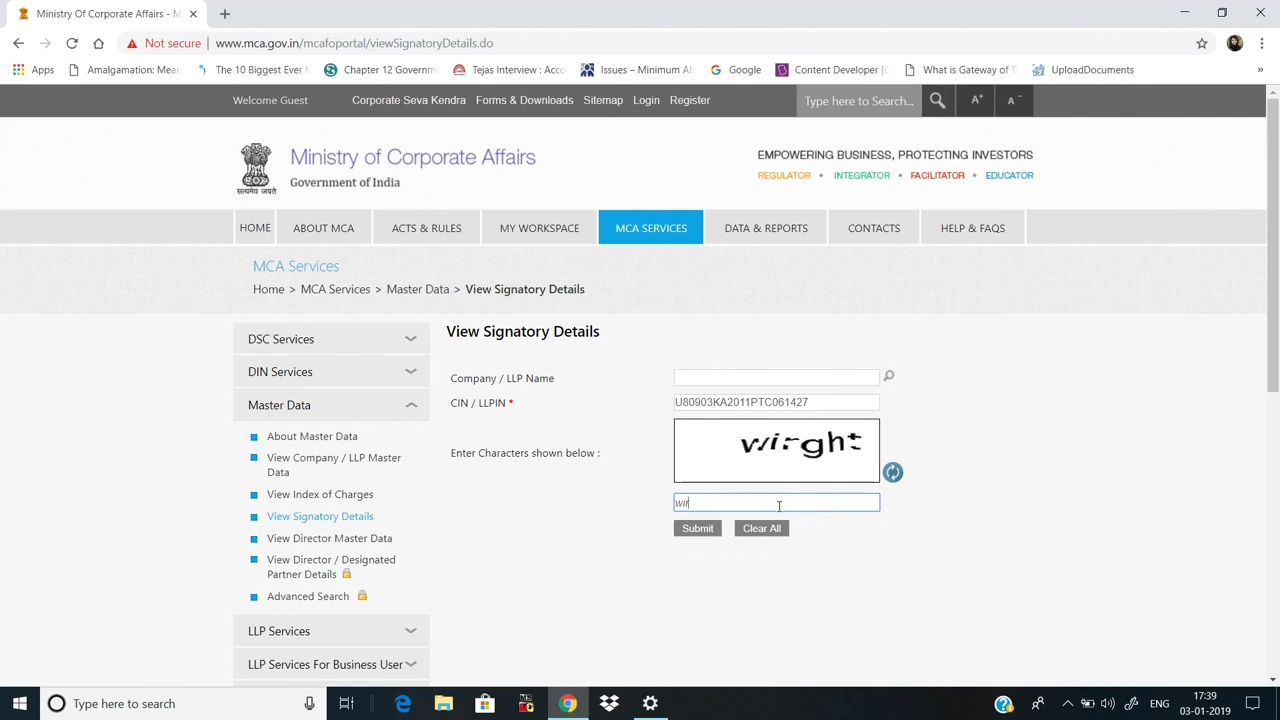 Ministry Of Corporate Affairs - M
Not secure www.mca.gov.in/mcafoportal/viewSignatoryDetails.do
Apps Amalgamation: Mean The 10 Biggest Ever Chapter 12 Governm Tejas Interview : Acco Issues – Minimum Alt Google Content Developer [C What is Gateway of T UploadDocuments »
Welcome Guest Corporate Seva Kendra Forms & Downloads Sitemap Login Register Type here to Search... A+ A-
Ministry of Corporate Affairs
Government of India
सत्यमेव जयते
EMPOWERING BUSINESS, PROTECTING INVESTORS
REGULATOR • INTEGRATOR • FACILITATOR • EDUCATOR
HOME ABOUT MCA ACTS & RULES MY WORKSPACE MCA SERVICES DATA & REPORTS CONTACTS HELP & FAQS
MCA Services
Home > MCA Services > Master Data > View Signatory Details
DSC Services
DIN Services
Master Data
About Master Data
View Company / LLP Master
Data
View Index of Charges
View Signatory Details
View Director Master Data
View Director / Designated
Partner Details
Advanced Search
LLP Services
LLP Services For Business User
View Signatory Details
Company / LLP Name
CIN / LLPIN * U80903KA2011PTC061427
Enter Characters shown below : wirght
wir
Submit Clear All
Type here to search
ENG
17:39
03-01-2019